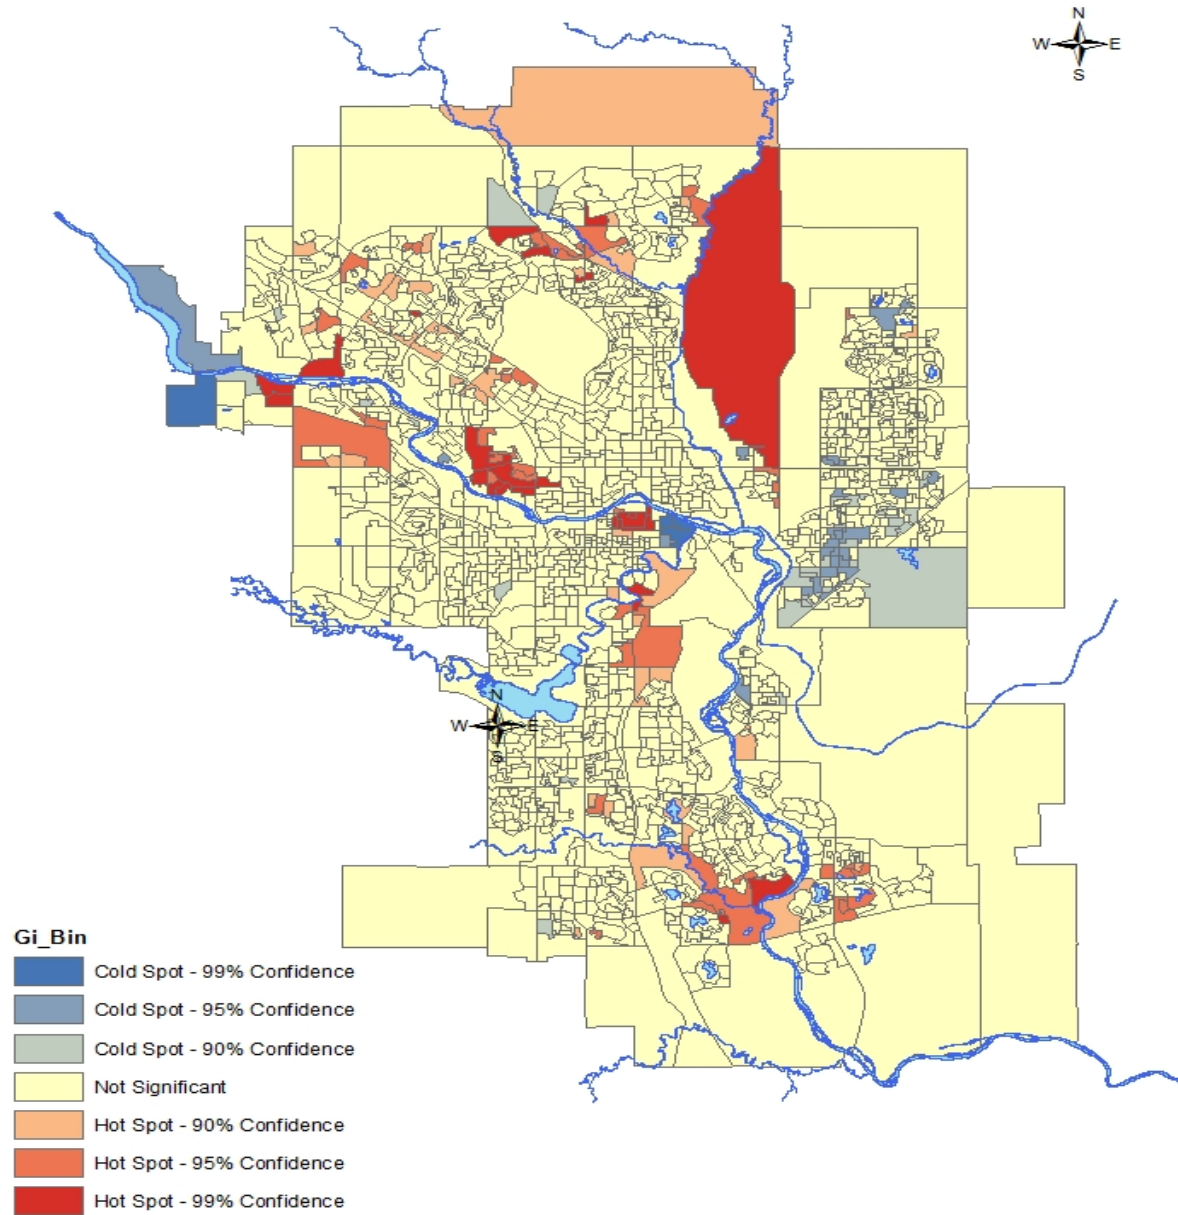 N
W E
S
N
W E
S
Gi_Bin
Cold Spot - 99% Confidence
Cold Spot - 95% Confidence
Cold Spot - 90% Confidence
Not Significant
Hot Spot - 90% Confidence
Hot Spot - 95% Confidence
Hot Spot - 99% Confidence